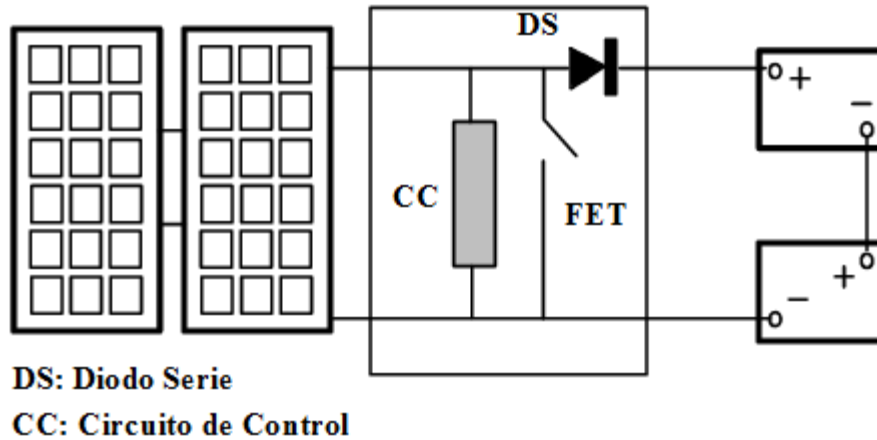 DS
+
−
CC
FET
+
−
DS: Diodo Serie
CC: Circuito de Control